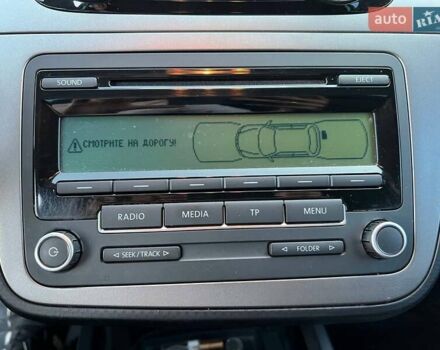 auto RIA
SOUND
EJECT
СМОТРИТЕ НА ДОРОГУ!
RADIO MEDIA TP MENU
SEEK / TRACK
FOLDER